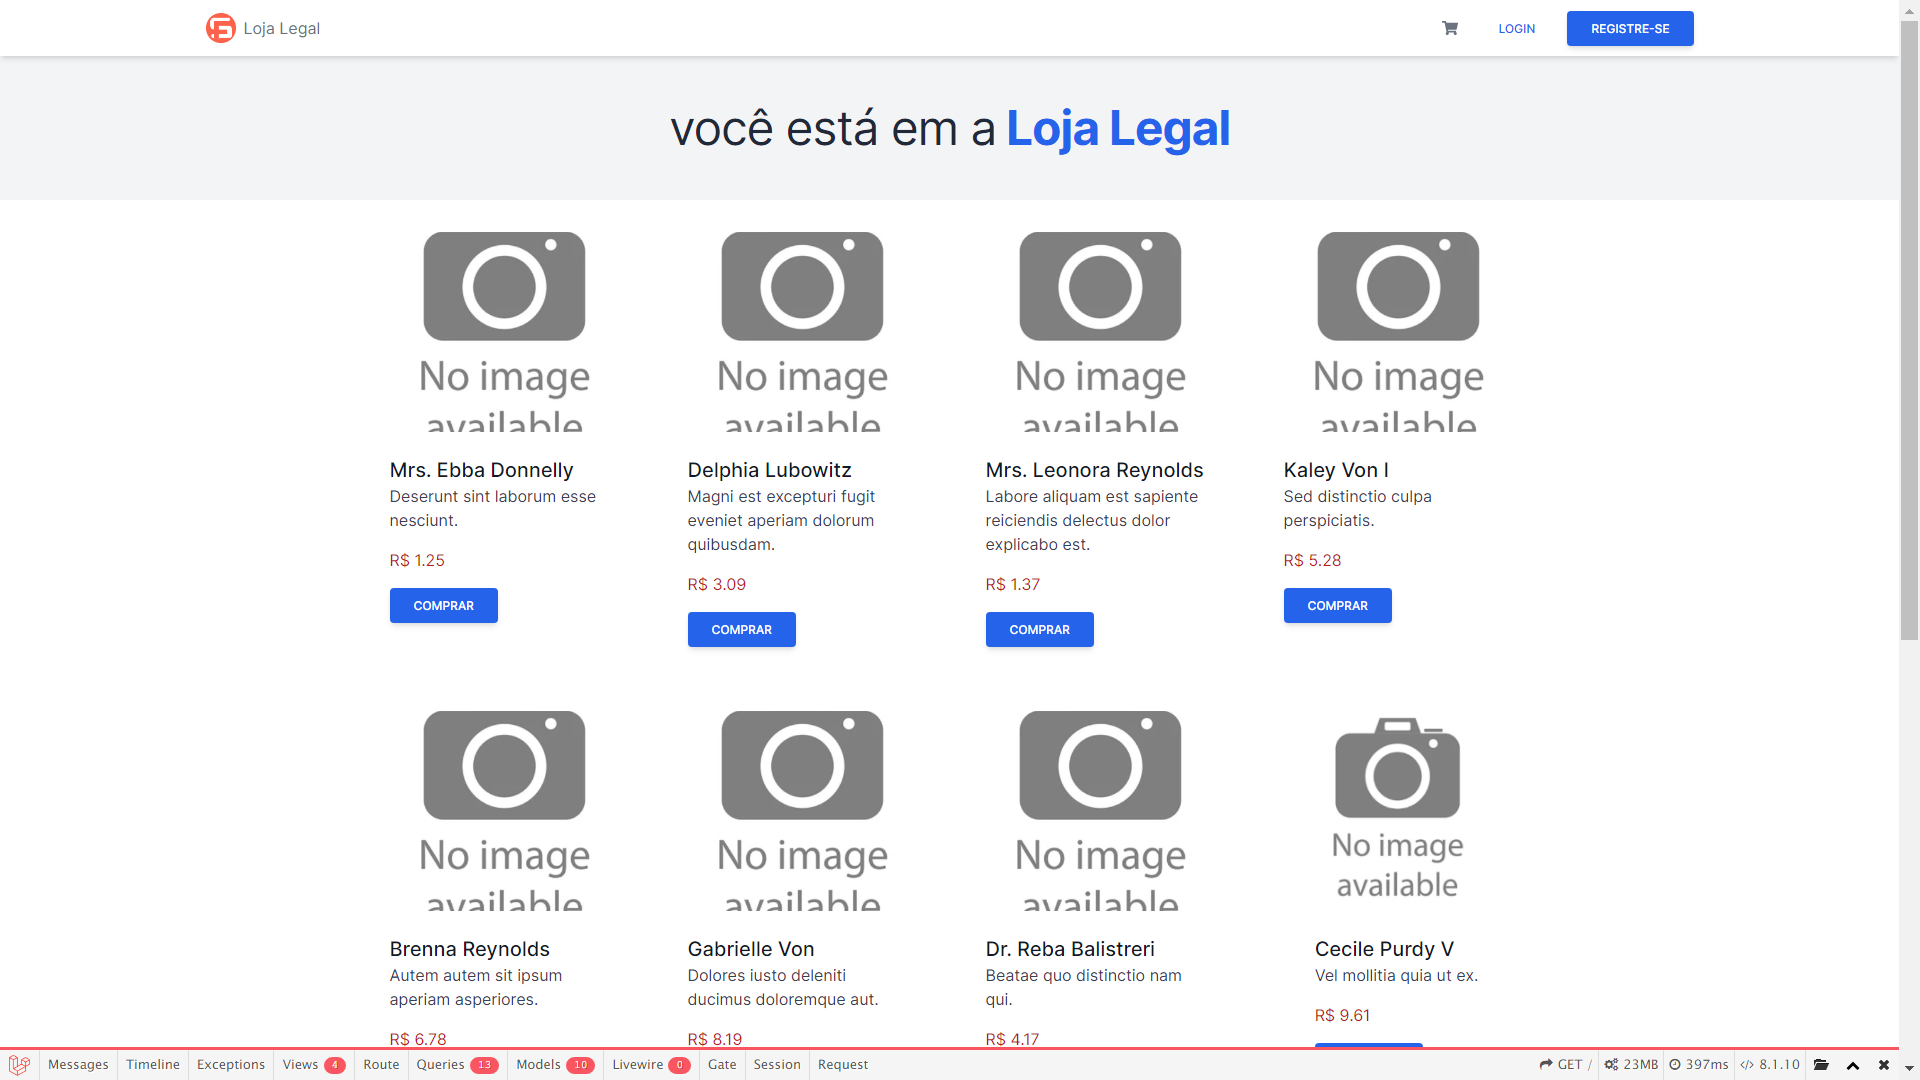 Loja Legal
LOGIN
REGISTRE-SE
você está em a Loja Legal
No image
available
No image
available
No image
available
No image
available
Mrs. Ebba Donnelly
Deserunt sint laborum esse
nesciunt.
R$ 1.25
COMPRAR
Delphia Lubowitz
Magni est excepturi fugit
eveniet aperiam dolorum
quibusdam.
R$ 3.09
COMPRAR
Mrs. Leonora Reynolds
Labore aliquam est sapiente
reiciendis delectus dolor
explicabo est.
R$ 1.37
COMPRAR
Kaley Von I
Sed distinctio culpa
perspiciatis.
R$ 5.28
COMPRAR
No image
available
No image
available
No image
available
No image
available
Brenna Reynolds
Autem autem sit ipsum
aperiam asperiores.
R$ 6.78
Gabrielle Von
Dolores iusto deleniti
ducimus doloremque aut.
R$ 8.19
Dr. Reba Balistreri
Beatae quo distinctio nam
qui.
R$ 4.17
Cecile Purdy V
Vel mollitia quia ut ex.
R$ 9.61
Messages Timeline Exceptions Views 4 Route Queries 13 Models 10 Livewire 0 Gate Session Request GET / 23MB 397ms 8.1.10